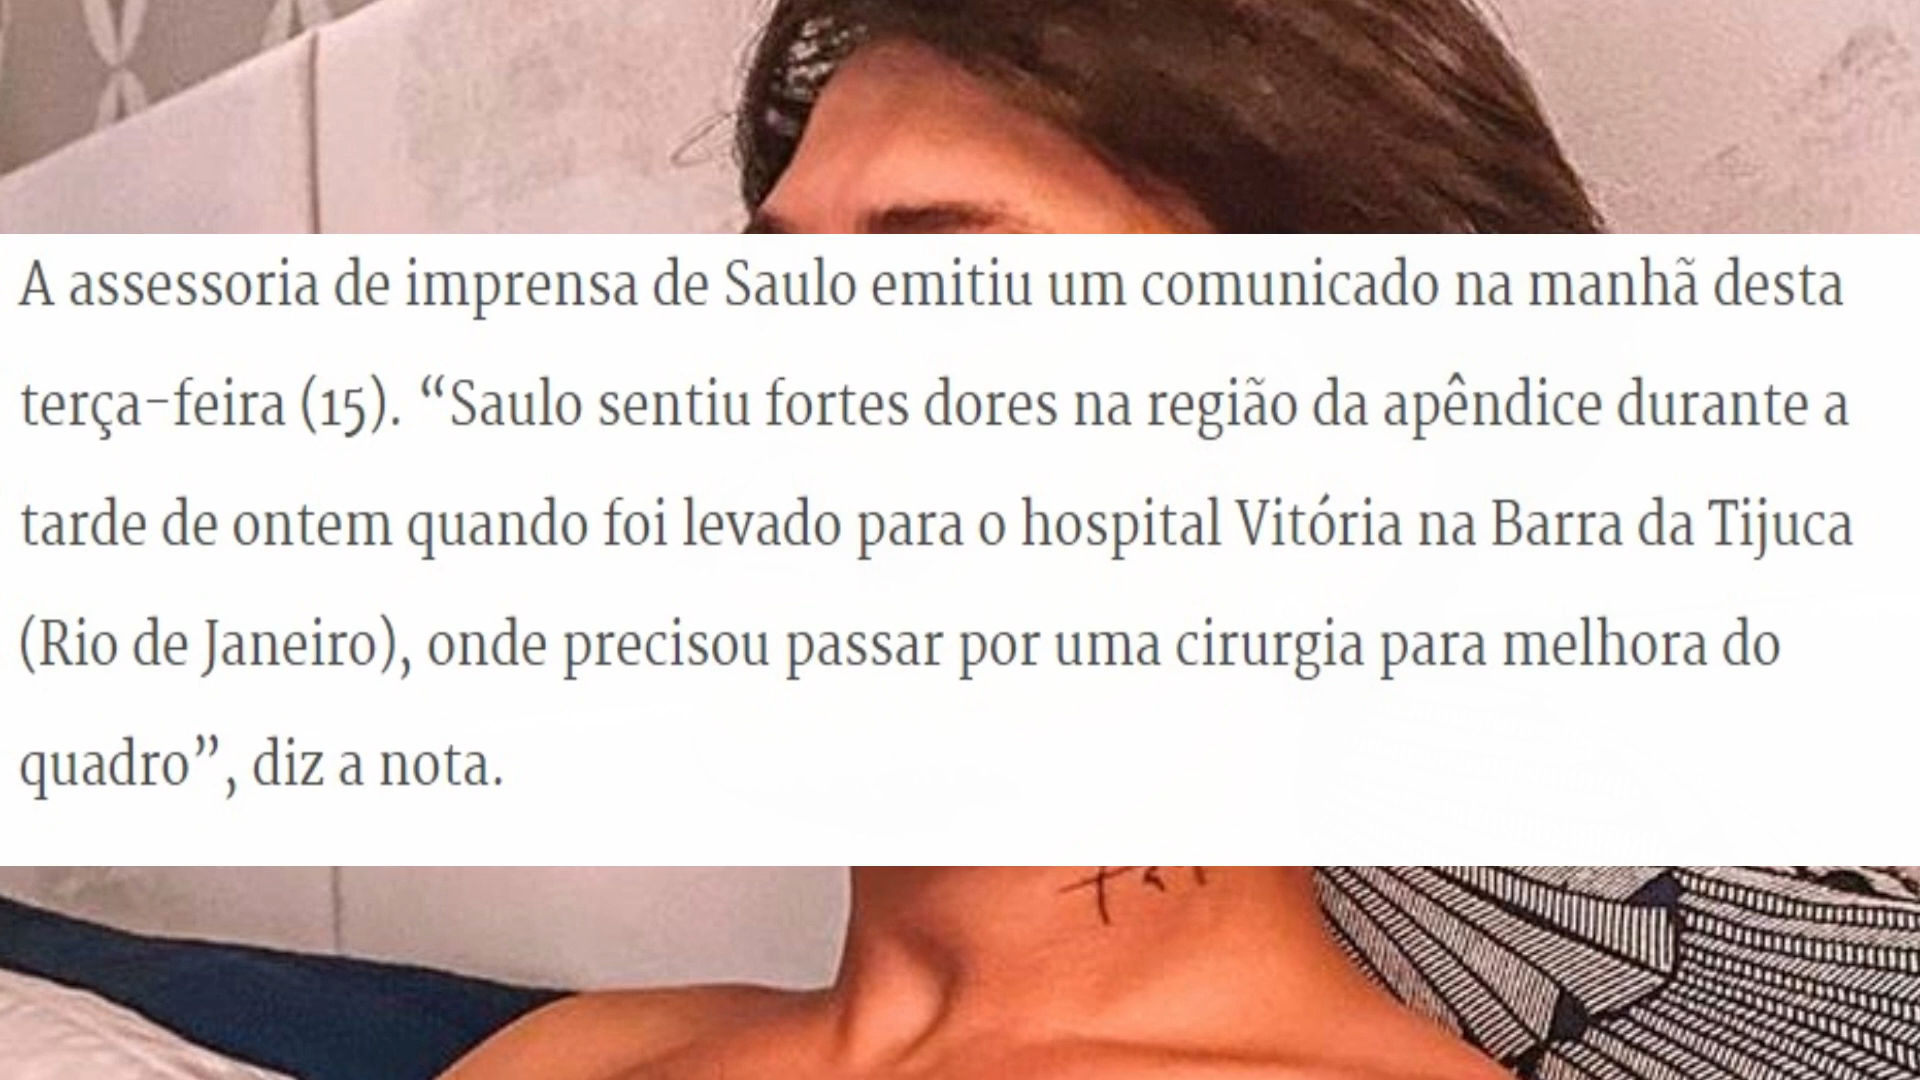 A assessoria de imprensa de Saulo emitiu um comunicado na manhã desta
terça-feira (15). “Saulo sentiu fortes dores na região da apêndice durante a
tarde de ontem quando foi levado para o hospital Vitória na Barra da Tijuca
(Rio de Janeiro), onde precisou passar por uma cirurgia para melhora do
quadro”, diz a nota.